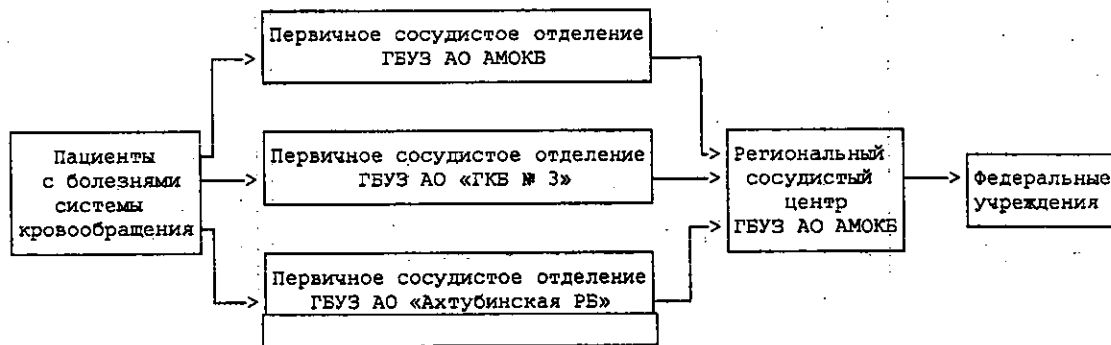 Первичное сосудистое отделение
ГБУЗ АО АМОКБ
Пациенты
с болезнями
системы
кровообращения
Первичное сосудистое отделение
ГБУЗ АО «ГКБ № 3»
Первичное сосудистое отделение
ГБУЗ АО «Ахтубинская РБ»
Региональный
сосудистый
центр
ГБУЗ АО АМОКБ
Федеральные
учреждения